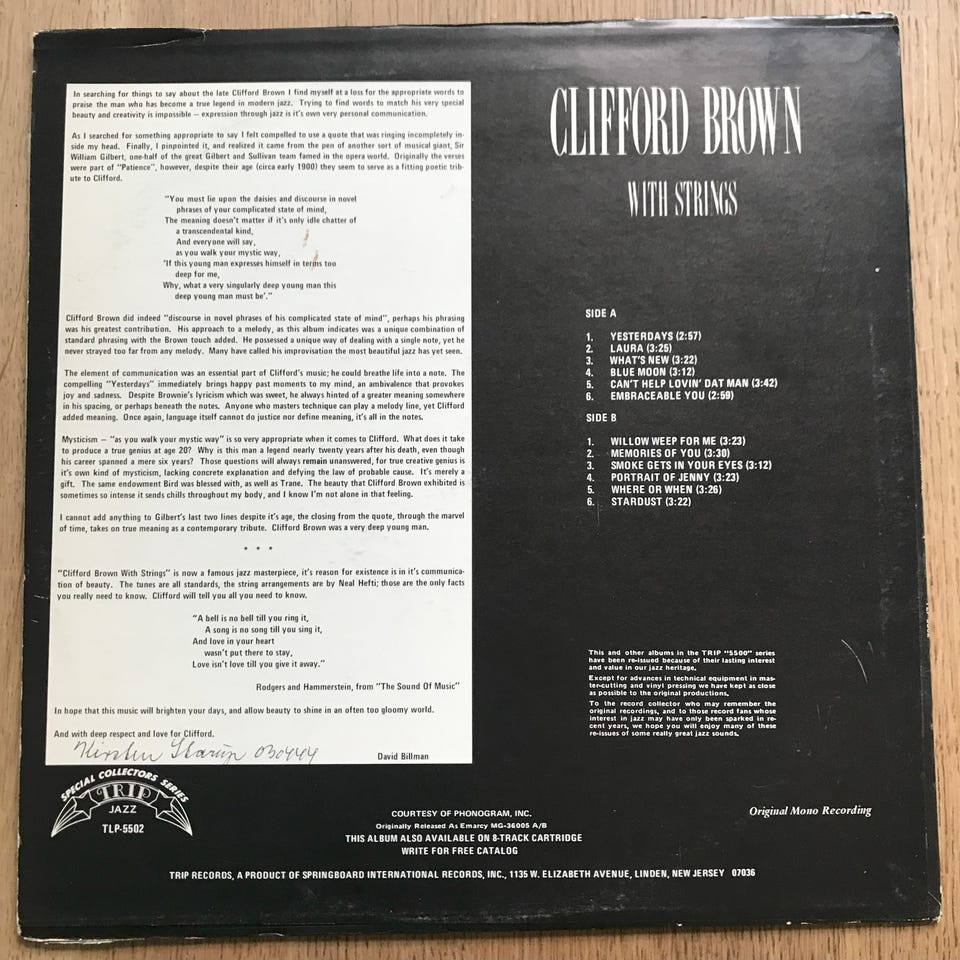 In searching for things to say about the late Clifford Brown I find myself at a loss for the appropriate words to
praise the man who has become a true legend in modern jazz. Trying to find words to match his very special
beauty and creativity is impossible — expression through jazz is it's own very personal communication.
As I searched for something appropriate to say I felt compelled to use a quote that was ringing incompletely in-
side my head. Finally, I pinpointed it, and realized it came from the pen of another sort of musical giant, Sir
William Gilbert, one-half of the great Gilbert and Sullivan team famed in the opera world. Originally the verses
were part of "Patience", however, despite their age (circa early 1900) they seem to serve as a fitting poetic trib-
ute to Clifford.
"You must lie upon the daisies and discourse in novel
phrases of your complicated state of mind,
The meaning doesn't matter if it's only idle chatter of
a transcendental kind,
And everyone will say,
as you walk your mystic way,
'If this young man expresses himself in terms too
deep for me,
Why, what a very singularly deep young man this
deep young man must be'."
Clifford Brown did indeed "discourse in novel phrases of his complicated state of mind", perhaps his phrasing
was his greatest contribution. His approach to a melody, as this album indicates was a unique combination of
standard phrasing with the Brown touch added. He possessed a unique way of dealing with a single note, yet he
never strayed too far from any melody. Many have called his improvisation the most beautiful jazz has yet seen.
The element of communication was an essential part of Clifford's music; he could breathe life into a note. The
compelling "Yesterdays" immediately brings happy past moments to my mind, an ambivalence that provokes
joy and sadness. Despite Brownie's lyricism which was sweet, he always hinted of a greater meaning somewhere
in his spacing, or perhaps beneath the notes. Anyone who masters technique can play a melody line, yet Clifford
added meaning. Once again, language itself cannot do justice nor define meaning, it's all in the notes.
Mysticism — "as you walk your mystic way" is so very appropriate when it comes to Clifford. What does it take
to produce a true genius at age 20? Why is this man a legend nearly twenty years after his death, even though
his career spanned a mere six years? Those questions will always remain unanswered, for true creative genius is
it's own kind of mysticism, lacking concrete explanation and defying the law of probable cause. It's merely a
gift. The same endowment Bird was blessed with, as well as Trane. The beauty that Clifford Brown exhibited is
sometimes so intense it sends chills throughout my body, and I know I'm not alone in that feeling.
I cannot add anything to Gilbert's last two lines despite it's age, the closing from the quote, through the marvel
of time, takes on true meaning as a contemporary tribute. Clifford Brown was a very deep young man.
* * *
"Clifford Brown With Strings" is now a famous jazz masterpiece, it's reason for existence is in it's communica-
tion of beauty. The tunes are all standards, the string arrangements are by Neal Hefti; those are the only facts
you really need to know. Clifford will tell you all you need to know.
"A bell is no bell till you ring it,
A song is no song till you sing it,
And love in your heart
wasn't put there to stay,
Love isn't love till you give it away."
Rodgers and Hammerstein, from "The Sound Of Music"
In hope that this music will brighten your days, and allow beauty to shine in an often too gloomy world.
And with deep respect and love for Clifford.
David Billman
CLIFFORD BROWN
WITH STRINGS
SIDE A
1. YESTERDAYS (2:57)
2. LAURA (3:25)
3. WHAT'S NEW (3:22)
4. BLUE MOON (3:12)
5. CAN'T HELP LOVIN' DAT MAN (3:42)
6. EMBRACEABLE YOU (2:59)
SIDE B
1. WILLOW WEEP FOR ME (3:23)
2. MEMORIES OF YOU (3:30)
3. SMOKE GETS IN YOUR EYES (3:12)
4. PORTRAIT OF JENNY (3:23)
5. WHERE OR WHEN (3:26)
6. STARDUST (3:22)
This and other albums in the TRIP "5500" series
have been re-issued because of their lasting interest
and value in our jazz heritage.
Except for advances in technical equipment in mas-
ter-cutting and vinyl pressing we have kept as close
as possible to the original productions.
To the record collector who may remember the
original recordings, and to those record fans whose
interest in jazz may have only been sparked in re-
cent years, we hope you will enjoy many of these
re-issues of some really great jazz sounds.
Original Mono Recording
SPECIAL COLLECTORS SERIES
TRIP
JAZZ
TLP-5502
COURTESY OF PHONOGRAM, INC.
Originally Released As Emarcy MG-36005 A/B
THIS ALBUM ALSO AVAILABLE ON 8-TRACK CARTRIDGE
WRITE FOR FREE CATALOG
TRIP RECORDS, A PRODUCT OF SPRINGBOARD INTERNATIONAL RECORDS, INC., 1135 W. ELIZABETH AVENUE, LINDEN, NEW JERSEY 07036